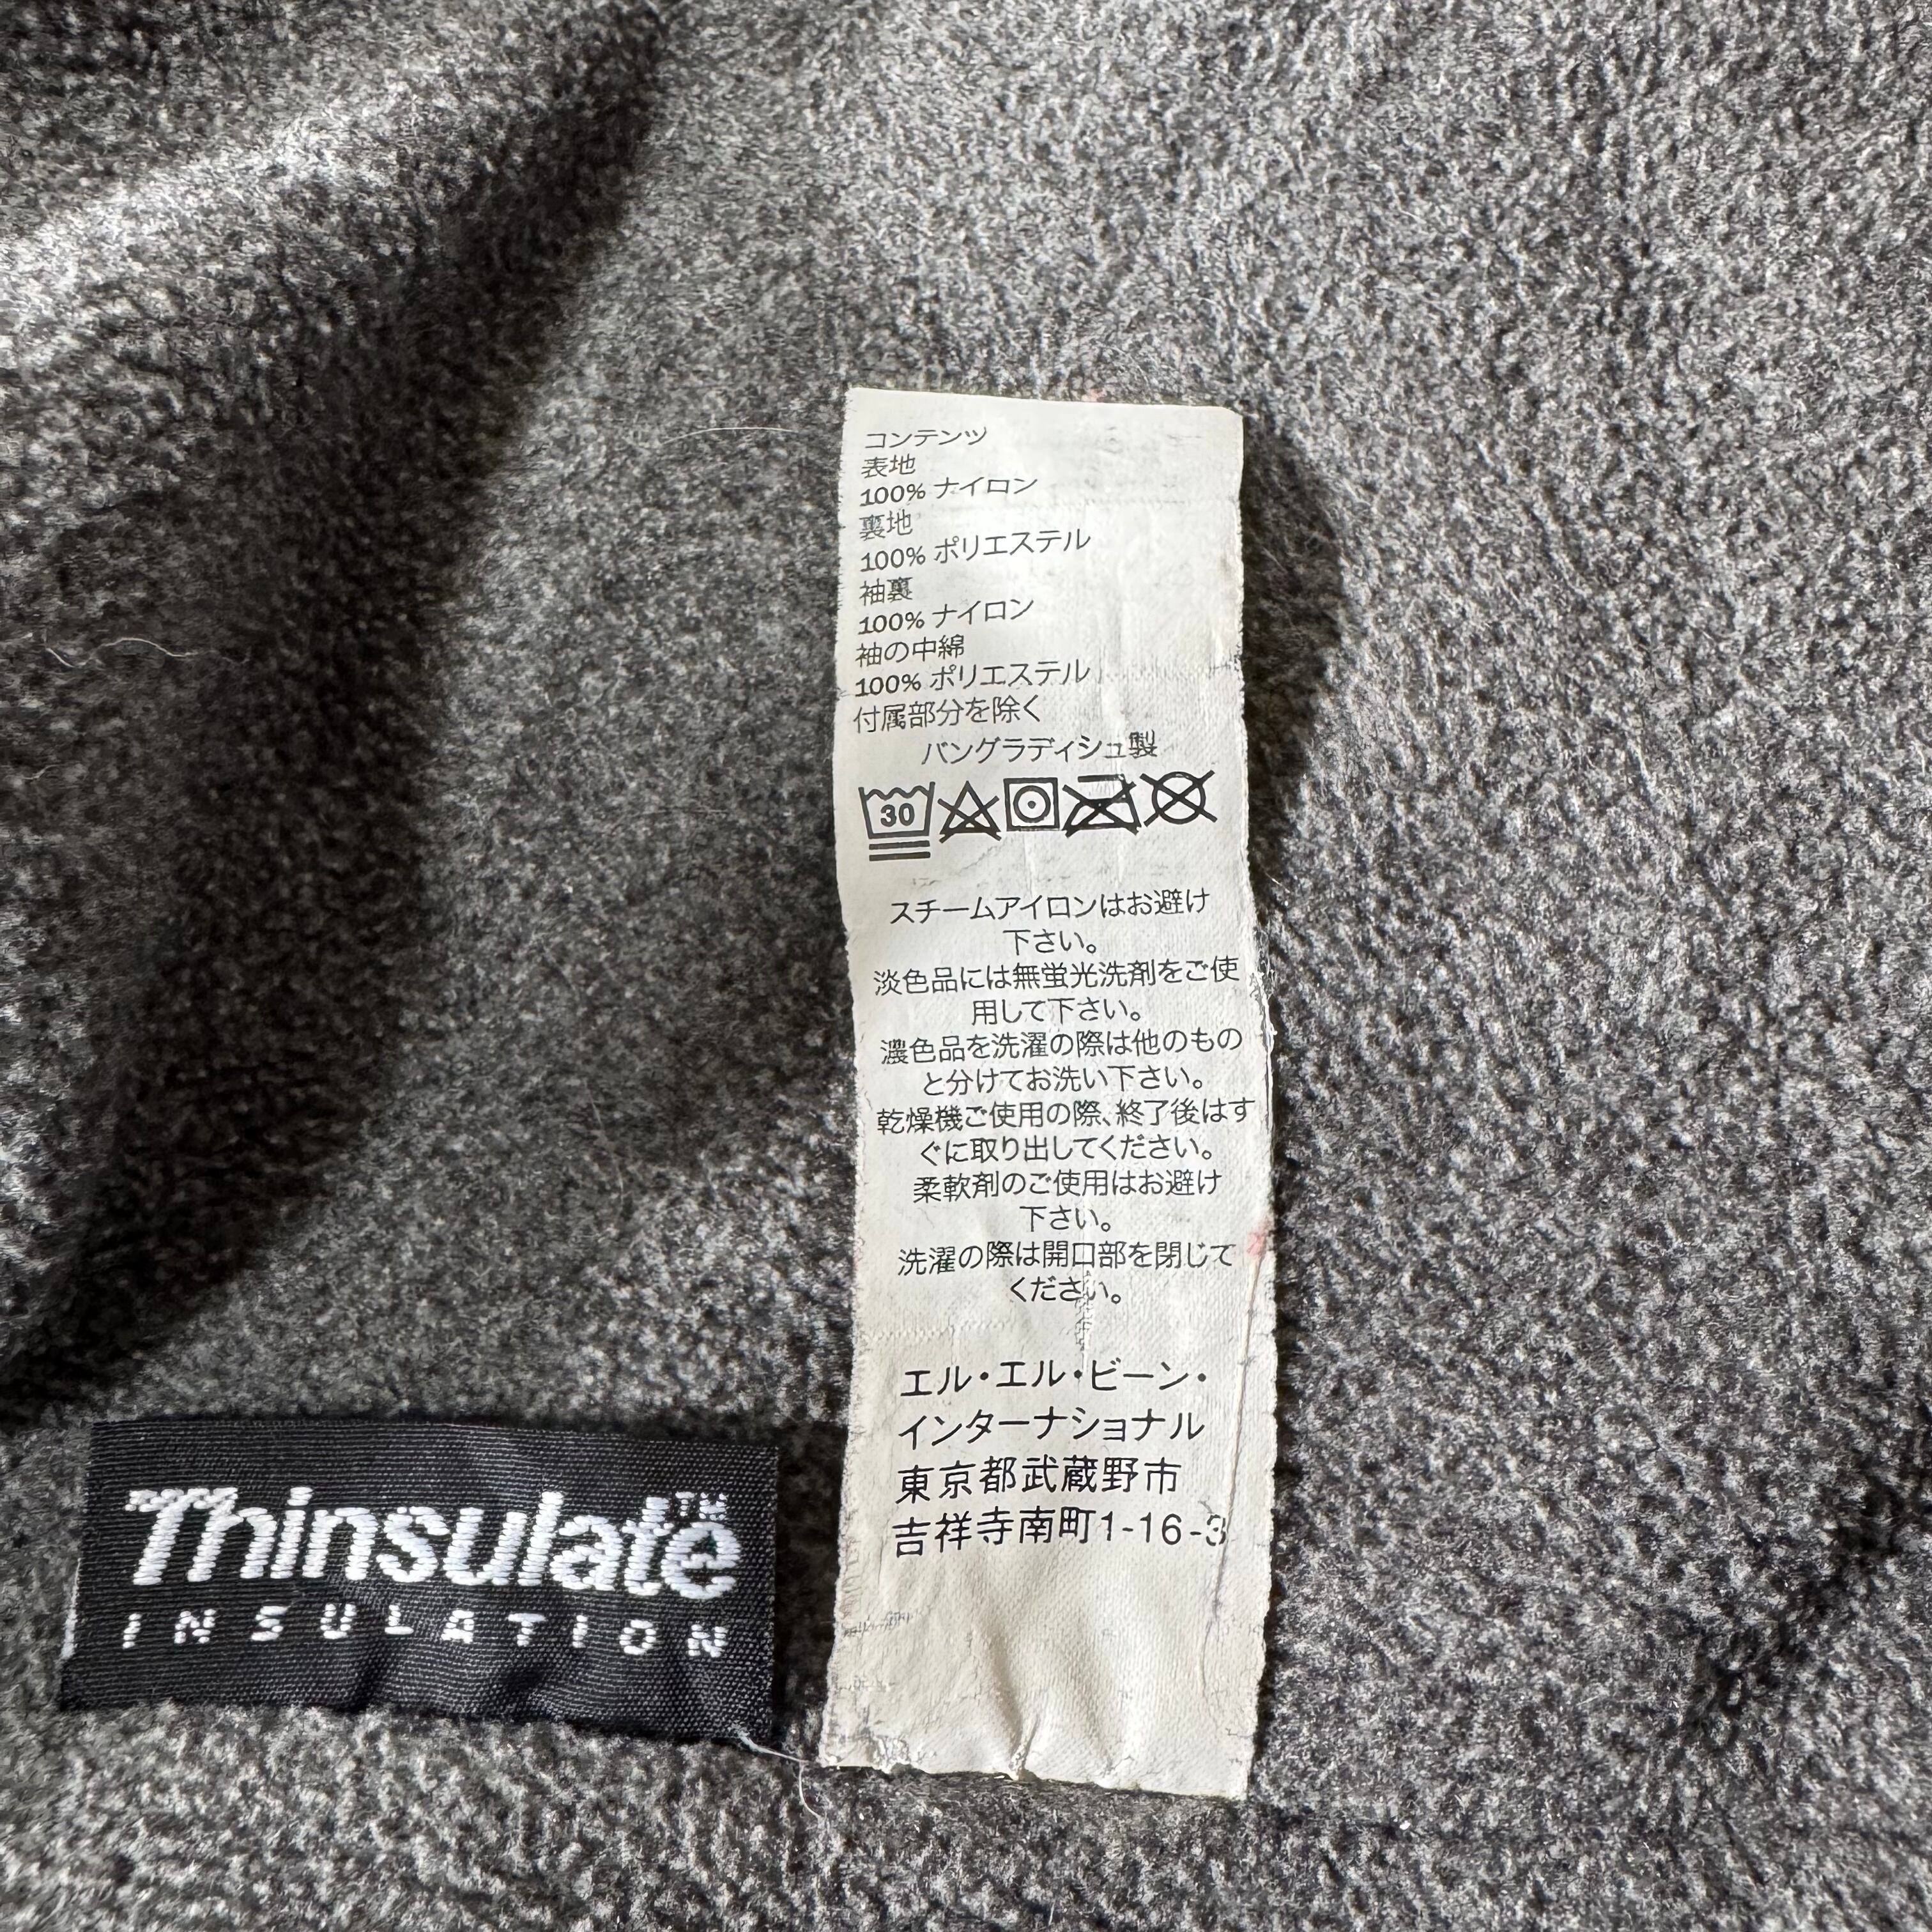 コンテンツ
表地
100% ナイロン
裏地
100% ポリエステル
袖裏
100% ナイロン
袖の中綿
100% ポリエステル
付属部分を除く
バングラディシュ製
30
スチームアイロンはお避け
下さい。
淡色品には無蛍光洗剤をご使
用して下さい。
濃色品を洗濯の際は他のもの
と分けてお洗い下さい。
乾燥機ご使用の際、終了後はす
ぐに取り出してください。
柔軟剤のご使用はお避け
下さい。
洗濯の際は開口部を閉じて
ください。
エル・エル・ビーン・
インターナショナル
東京都武蔵野市
吉祥寺南町1-16-3
Thinsulate™
INSULATION